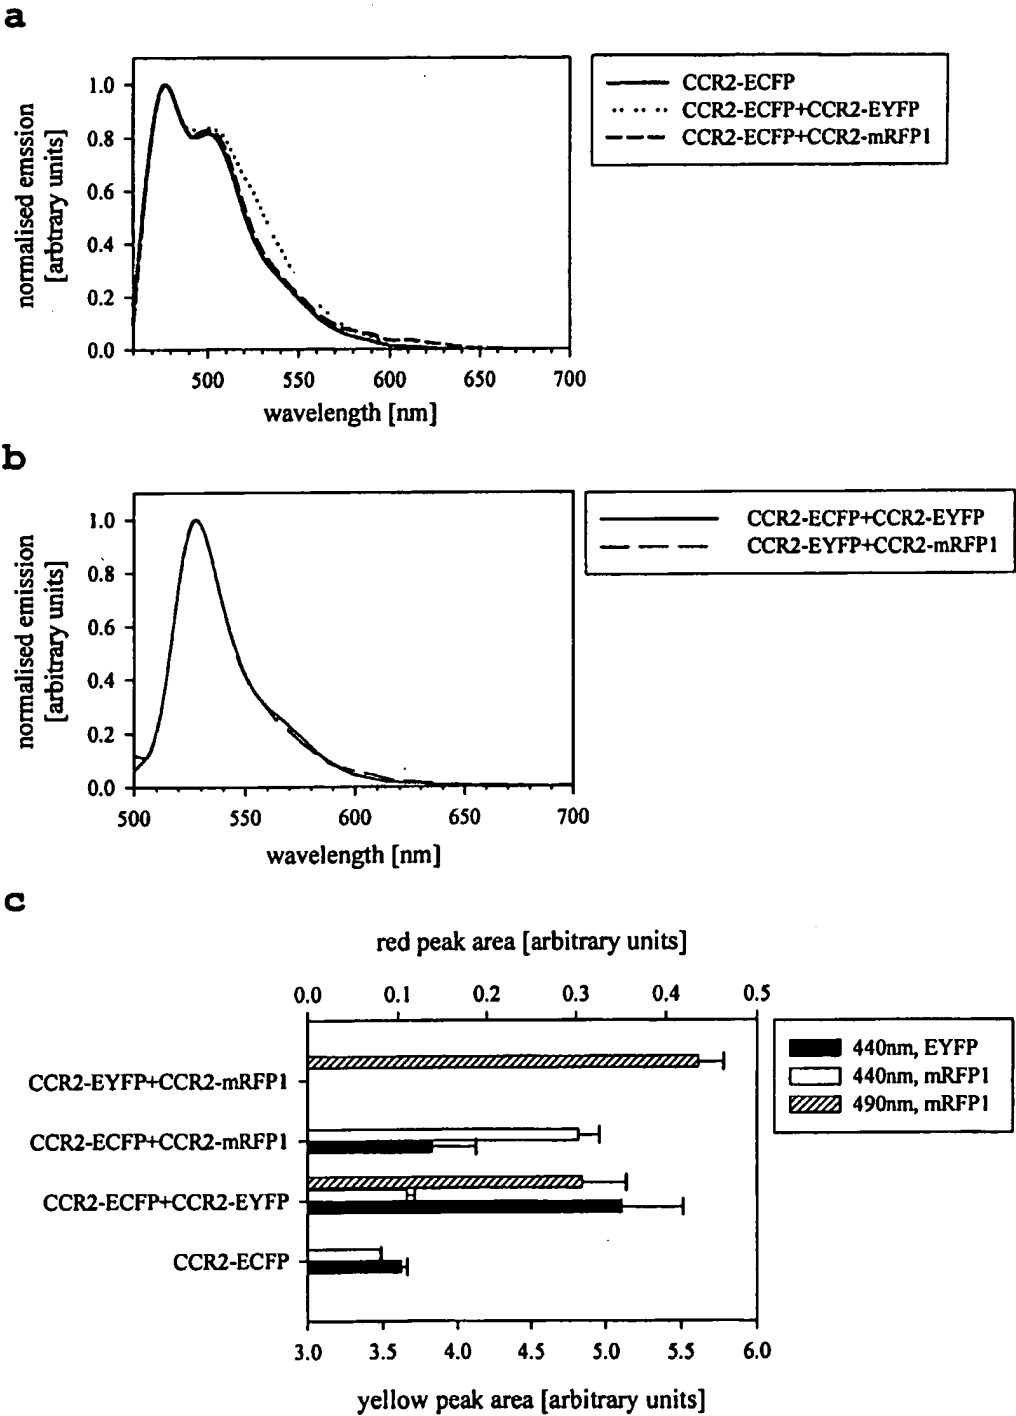 a
normalised emssion
[arbtrary units]
1.0
0.8
0.6
0.4
0.2
0.0
500
550
600
650
700
wavelength [nm]
CCR2-ECFP
CCR2-ECFP+CCR2-EYFP
CCR2-ECFP+CCR2-mRFP1
b
normalised emission
[arbitrary units]
1.0
0.8
0.6
0.4
0.2
0.0
500
550
600
650
700
wavelength [nm]
CCR2-ECFP+CCR2-EYFP
CCR2-EYFP+CCR2-mRFP1
c
red peak area [arbitrary units]
0.0
0.1
0.2
0.3
0.4
0.5
CCR2-EYFP+CCR2-mRFP1
CCR2-ECFP+CCR2-mRFP1
CCR2-ECFP+CCR2-EYFP
CCR2-ECFP
440nm, EYFP
440nm, mRFP1
490nm, mRFP1
3.0
3.5
4.0
4.5
5.0
5.5
6.0
yellow peak area [arbitrary units]